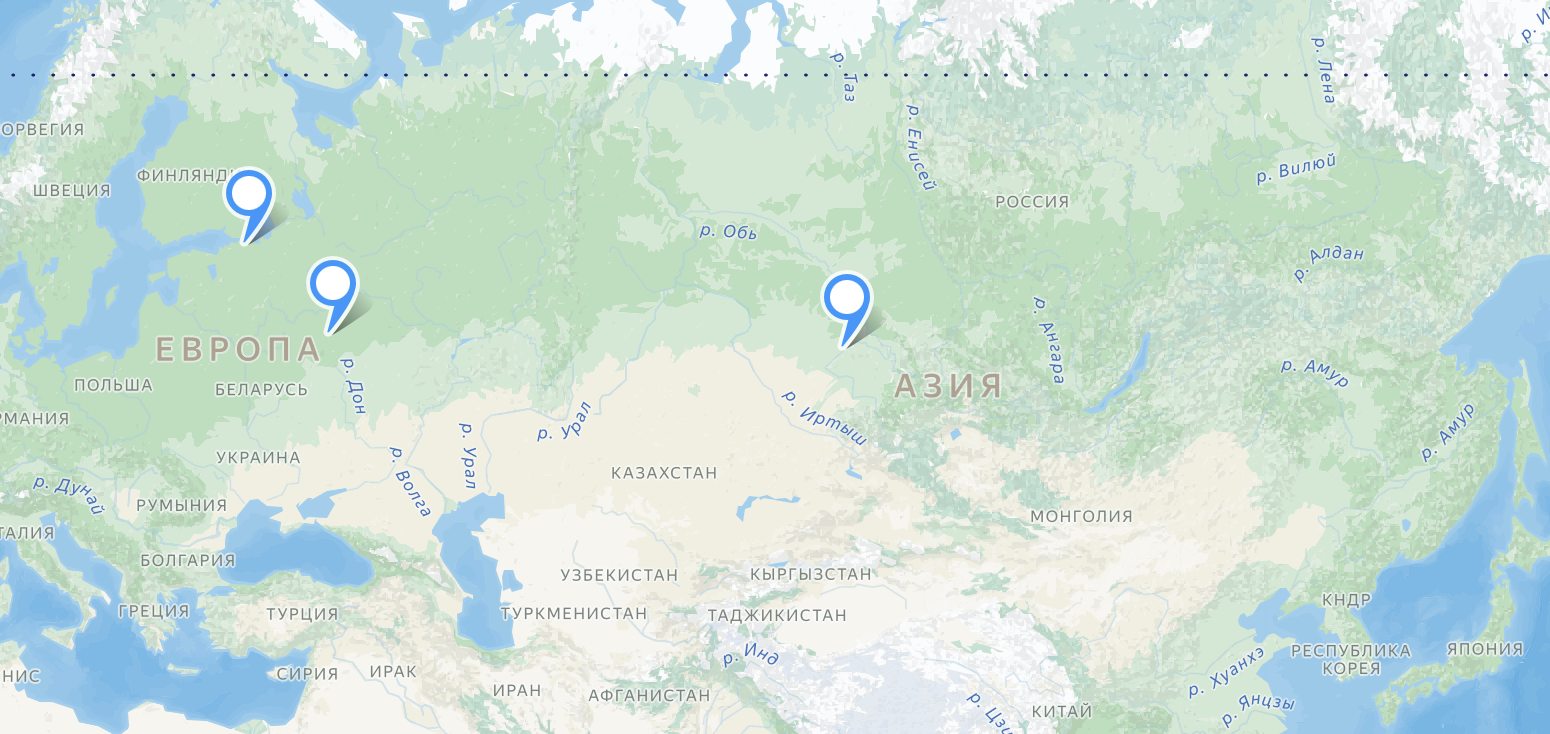 р. Таз
р. Лена
р. Енисей
ОРВЕГИЯ
ШВЕЦИЯ
ФИНЛЯНД
р. Вилюй
РОССИЯ
р. Обь
р. Алдан
р. Ангара
ЕВРОПА
р. Дон
ПОЛЬША
БЕЛАРУСЬ
АЗИЯ
р. Амур
р. Иртыш
р. Амур
РМАНИЯ
р. Урал
р. Урал
УКРАИНА
р. Волга
КАЗАХСТАН
р. Дунай
РУМЫНИЯ
МОНГОЛИЯ
ТАЛИЯ
БОЛГАРИЯ
УЗБЕКИСТАН
КЫРГЫЗСТАН
ГРЕЦИЯ
ТУРЦИЯ
ТУРКМЕНИСТАН
ТАДЖИКИСТАН
КНДР
НИС
СИРИЯ
ИРАК
ИРАН
АФГАНИСТАН
р. Инд
р. Хуанхэ
РЕСПУБЛИКА
КОРЕЯ
ЯПОНИЯ
КИТАЙ
р. Янцзы